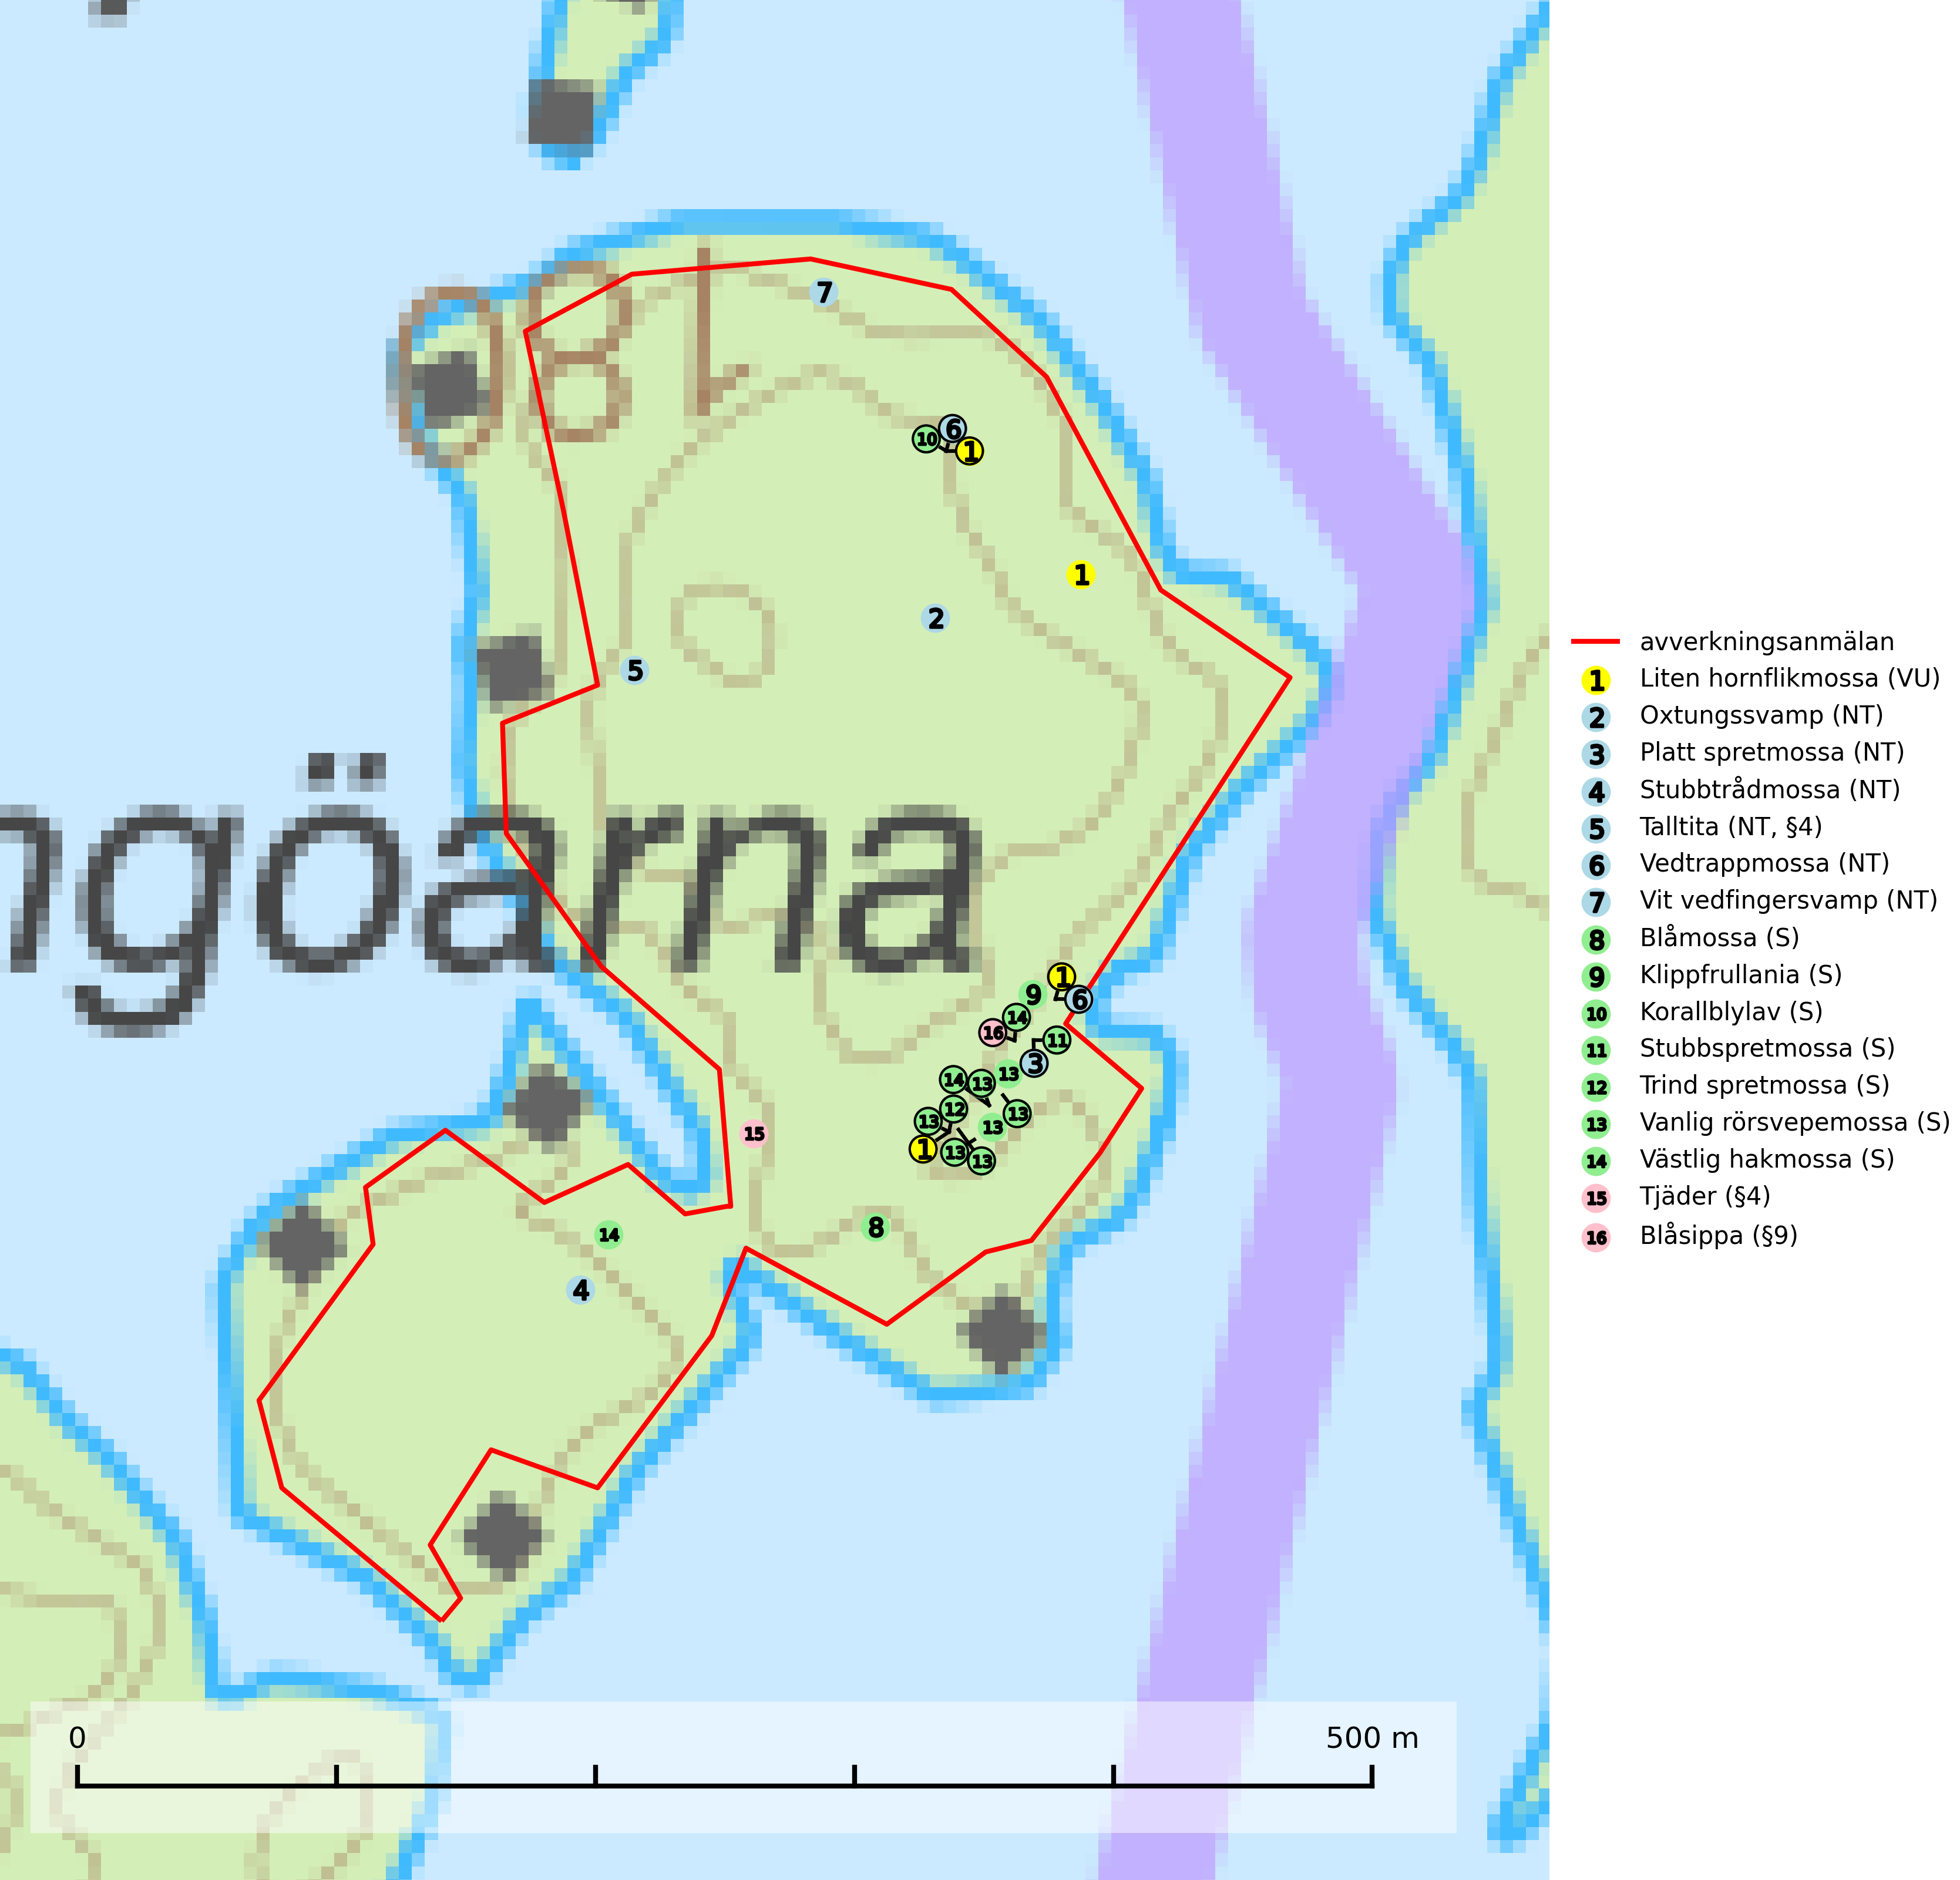 7
10
6
1
1
2
5
ngöarna
1
9
6
14
16
11
3
13
14
13
12
13
13
13
15
1
13
13
8
14
4
0
500 m
avverkningsanmälan
1 Liten hornflikmossa (VU)
2 Oxtungssvamp (NT)
3 Platt spretmossa (NT)
4 Stubbtrådmossa (NT)
5 Talltita (NT, §4)
6 Vedtrappmossa (NT)
7 Vit vedfingersvamp (NT)
8 Blåmossa (S)
9 Klippfrullania (S)
10 Korallblylav (S)
11 Stubbspretmossa (S)
12 Trind spretmossa (S)
13 Vanlig rörsvepemossa (S)
14 Västlig hakmossa (S)
15 Tjäder (§4)
16 Blåsippa (§9)